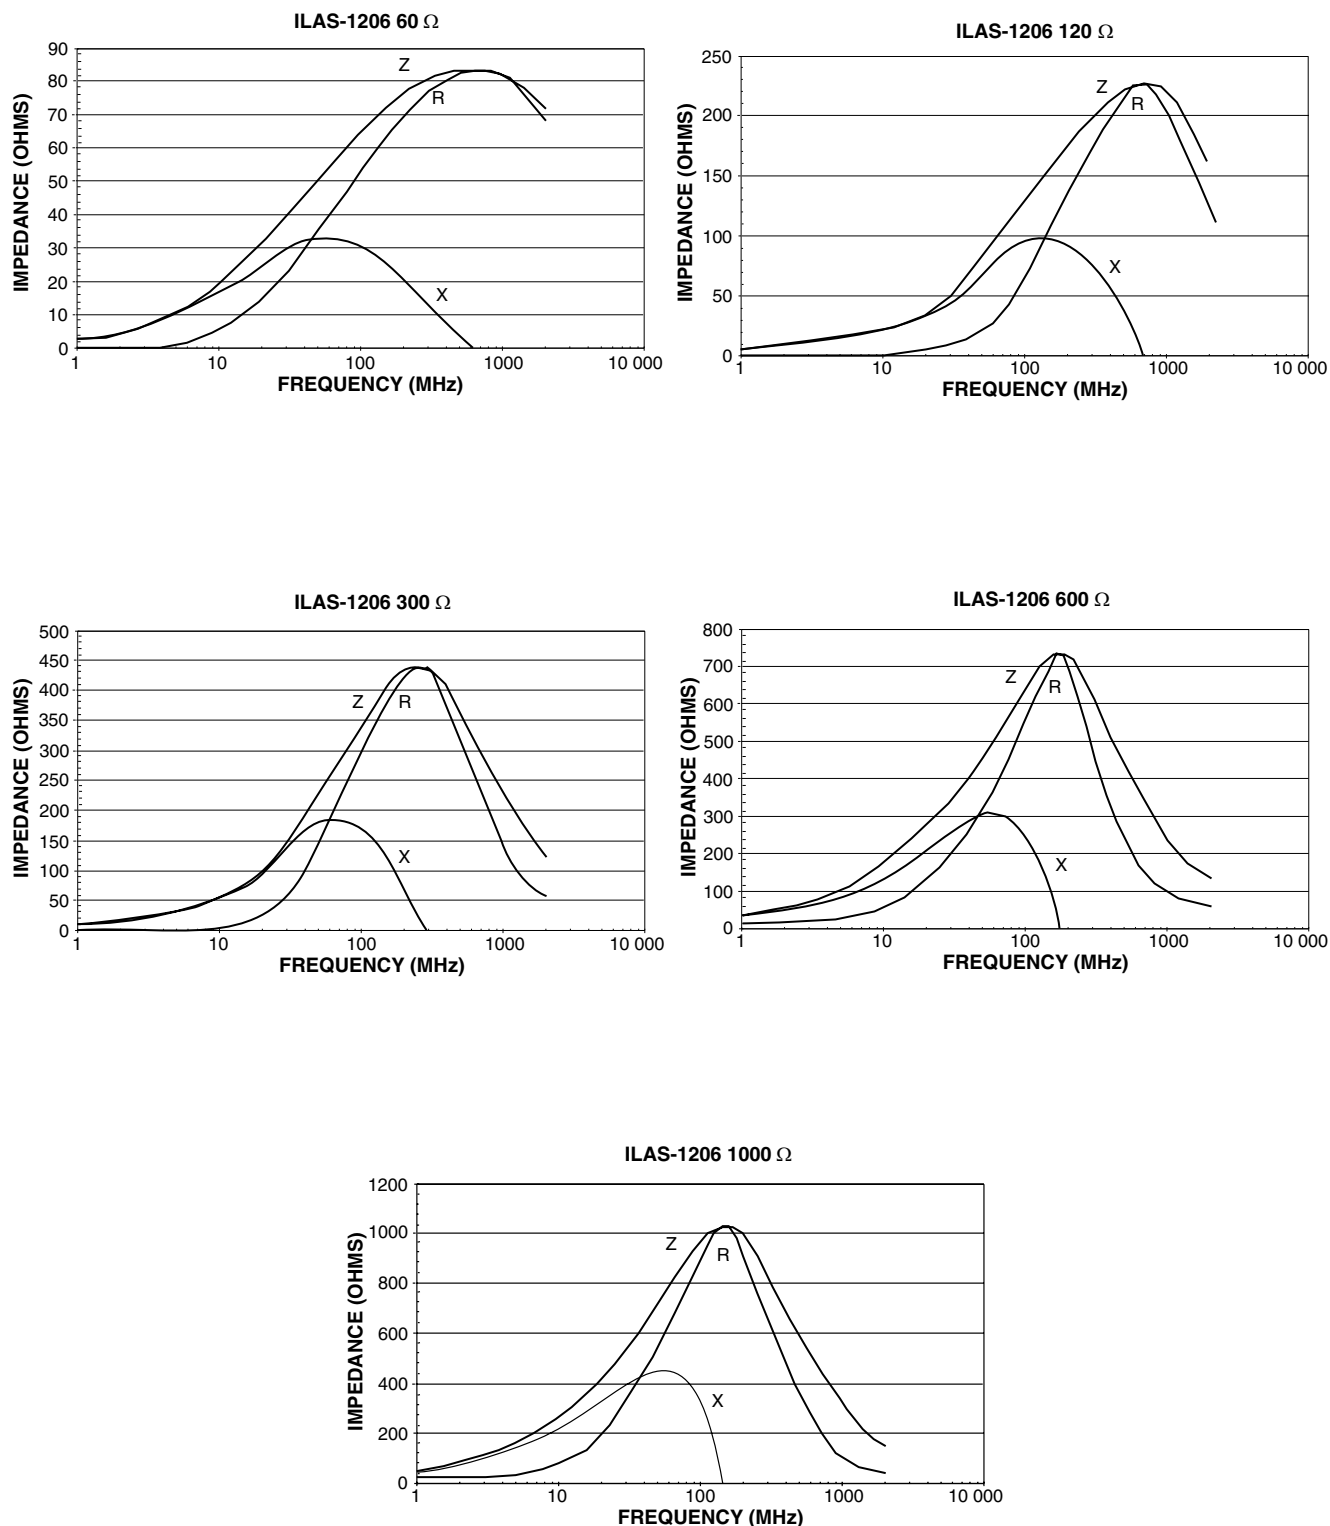 ILAS-1206 60 Ω
IMPEDANCE (OHMS)
90
80
70
60
50
40
30
20
10
0
Z
R
X
1 10 100 1000 10 000
FREQUENCY (MHz)
ILAS-1206 120 Ω
IMPEDANCE (OHMS)
250
200
150
100
50
0
Z
R
X
1 10 100 1000 10 000
FREQUENCY (MHz)
ILAS-1206 300 Ω
IMPEDANCE (OHMS)
500
450
400
350
300
250
200
150
100
50
0
Z R
X
1 10 100 1000 10 000
FREQUENCY (MHz)
ILAS-1206 600 Ω
IMPEDANCE (OHMS)
800
700
600
500
400
300
200
100
0
Z
R
X
1 10 100 1000 10 000
FREQUENCY (MHz)
ILAS-1206 1000 Ω
IMPEDANCE (OHMS)
1200
1000
800
600
400
200
0
Z
R
X
1 10 100 1000 10 000
FREQUENCY (MHz)